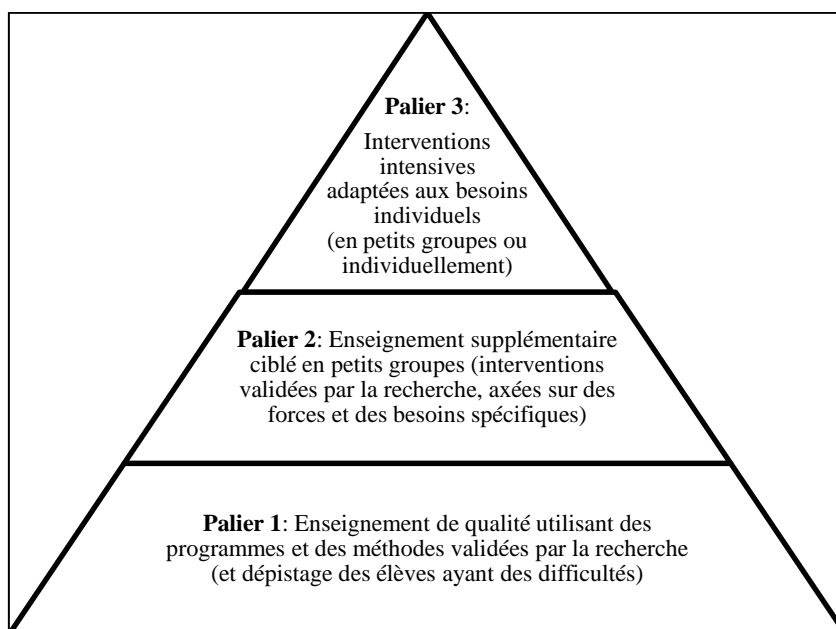 Palier 3:
Interventions
intensives
adaptées aux besoins
individuels
(en petits groupes ou
individuellement)
Palier 2: Enseignement supplémentaire
ciblé en petits groupes (interventions
validées par la recherche, axées sur des
forces et des besoins spécifiques)
Palier 1: Enseignement de qualité utilisant des
programmes et des méthodes validées par la recherche
(et dépistage des élèves ayant des difficultés)